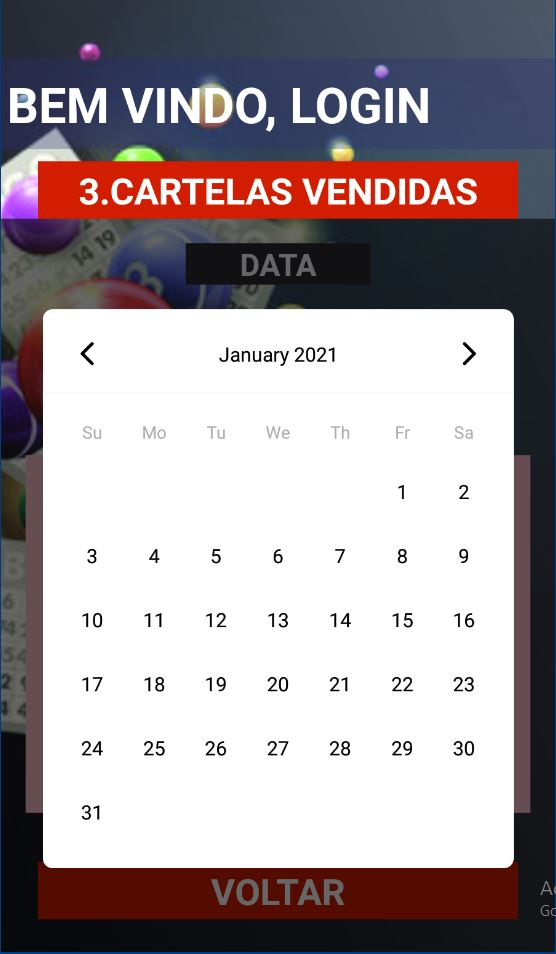 BEM VINDO, LOGIN
3.CARTELAS VENDIDAS
DATA
January 2021
Su Mo Tu We Th Fr Sa
1 2
3 4 5 6 7 8 9
10 11 12 13 14 15 16
17 18 19 20 21 22 23
24 25 26 27 28 29 30
31
VOLTAR